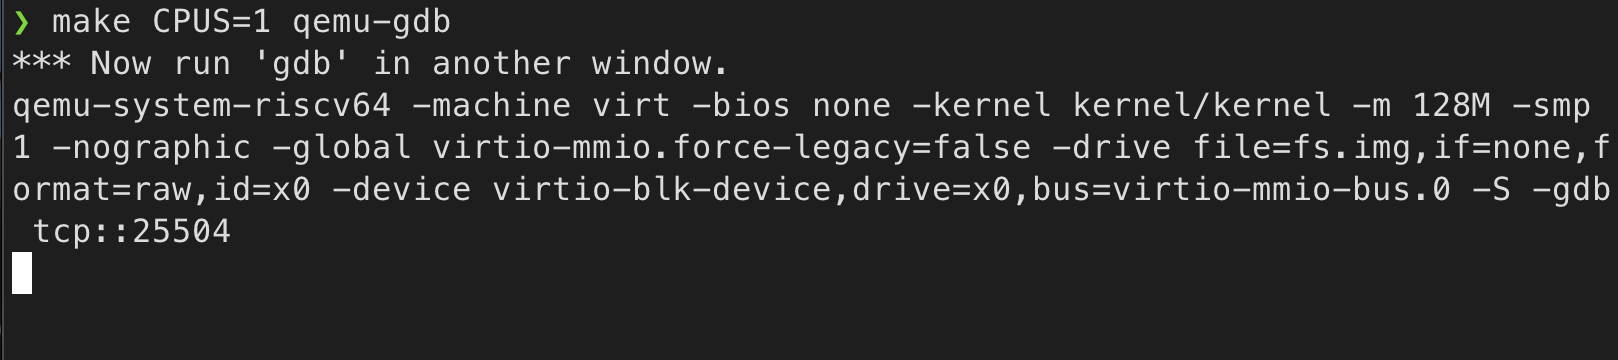 ❯ make CPUS=1 qemu-gdb
*** Now run 'gdb' in another window.
qemu-system-riscv64 -machine virt -bios none -kernel kernel/kernel -m 128M -smp
1 -nographic -global virtio-mmio.force-legacy=false -drive file=fs.img,if=none,f
ormat=raw,id=x0 -device virtio-blk-device,drive=x0,bus=virtio-mmio-bus.0 -S -gdb
 tcp::25504